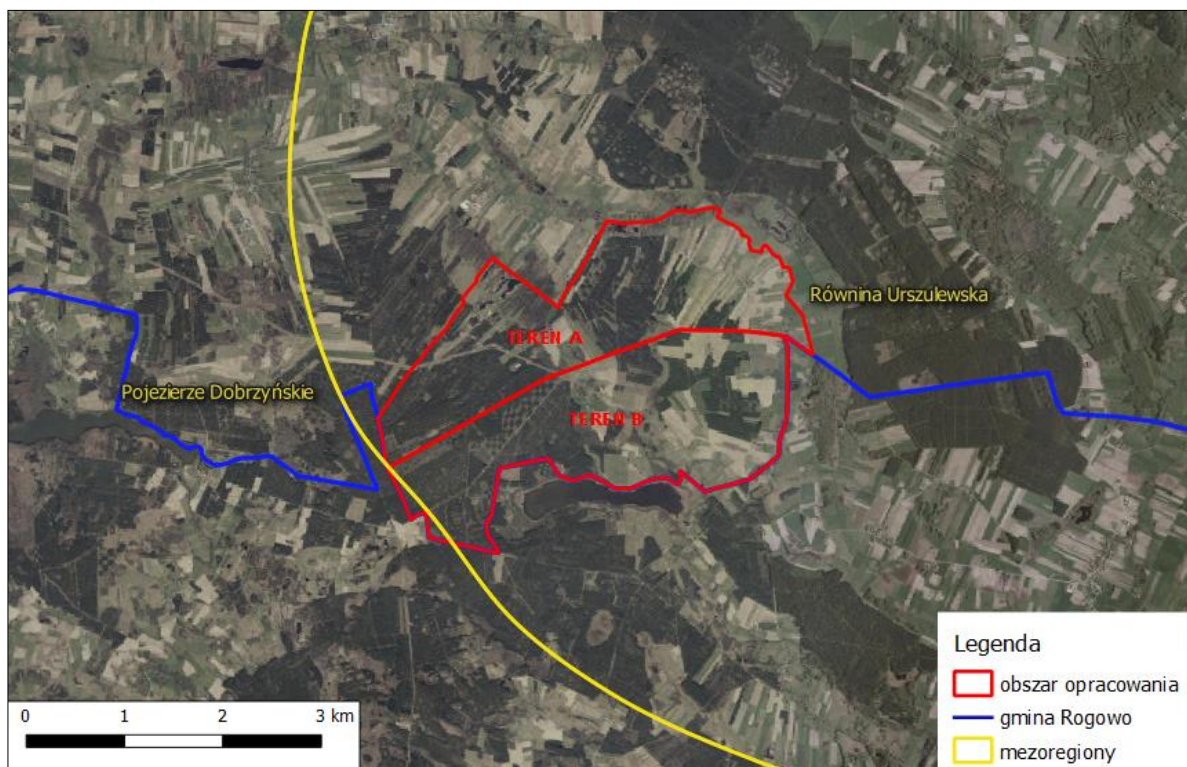 Równina Urszulewska
TEREN A
Pojezierze Dobrzyńskie
TEREN B
Legenda
obszar opracowania
gmina Rogowo
mezoregiony
0 1 2 3 km